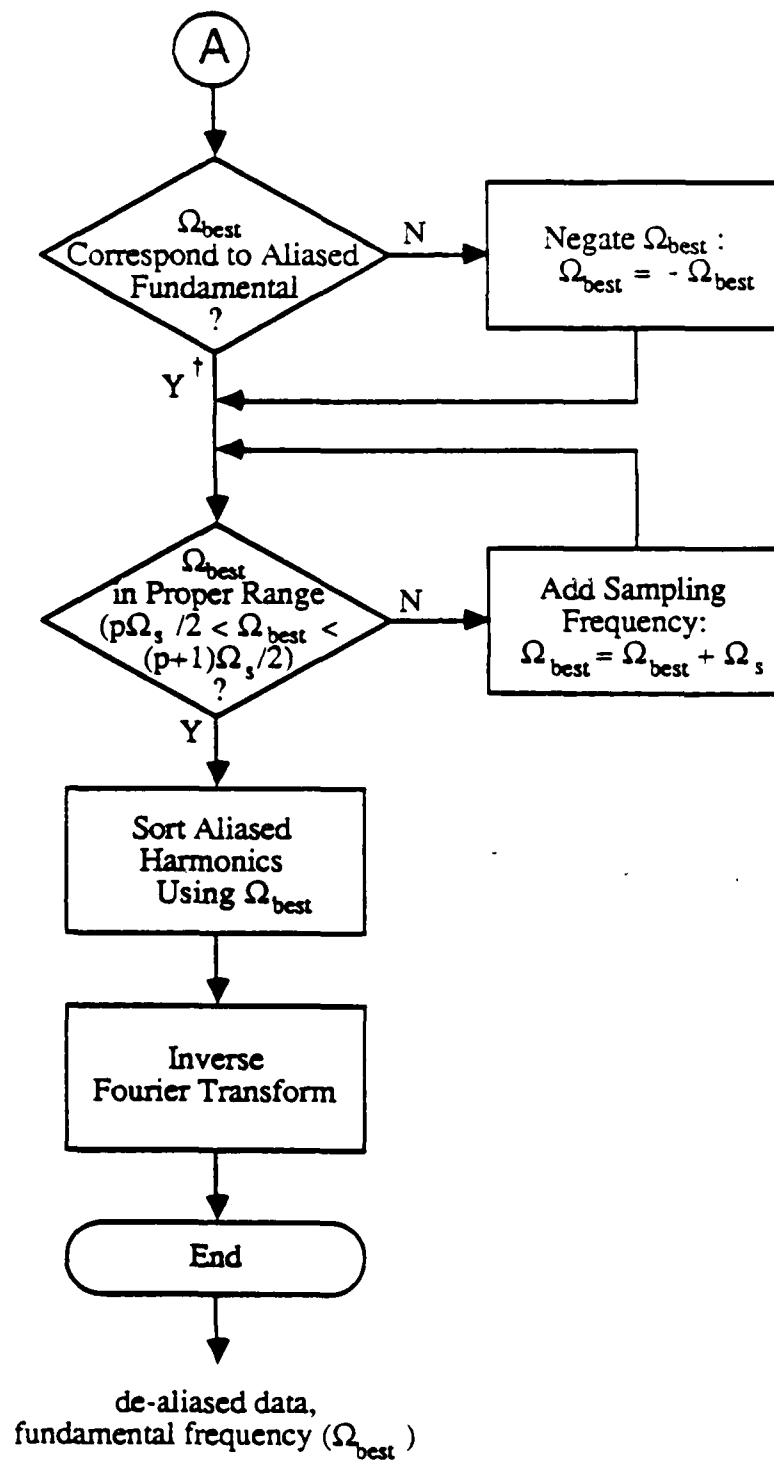 A
Ω_best
Correspond to Aliased
Fundamental
?
N
Negate Ω_best :
Ω_best = - Ω_best
Y †
Ω_best
in Proper Range
(pΩ_s /2 < Ω_best <
(p+1)Ω_s/2)
?
N
Add Sampling
Frequency:
Ω_best = Ω_best + Ω_s
Y
Sort Aliased
Harmonics
Using Ω_best
Inverse
Fourier Transform
End
de-aliased data,
fundamental frequency (Ω_best )